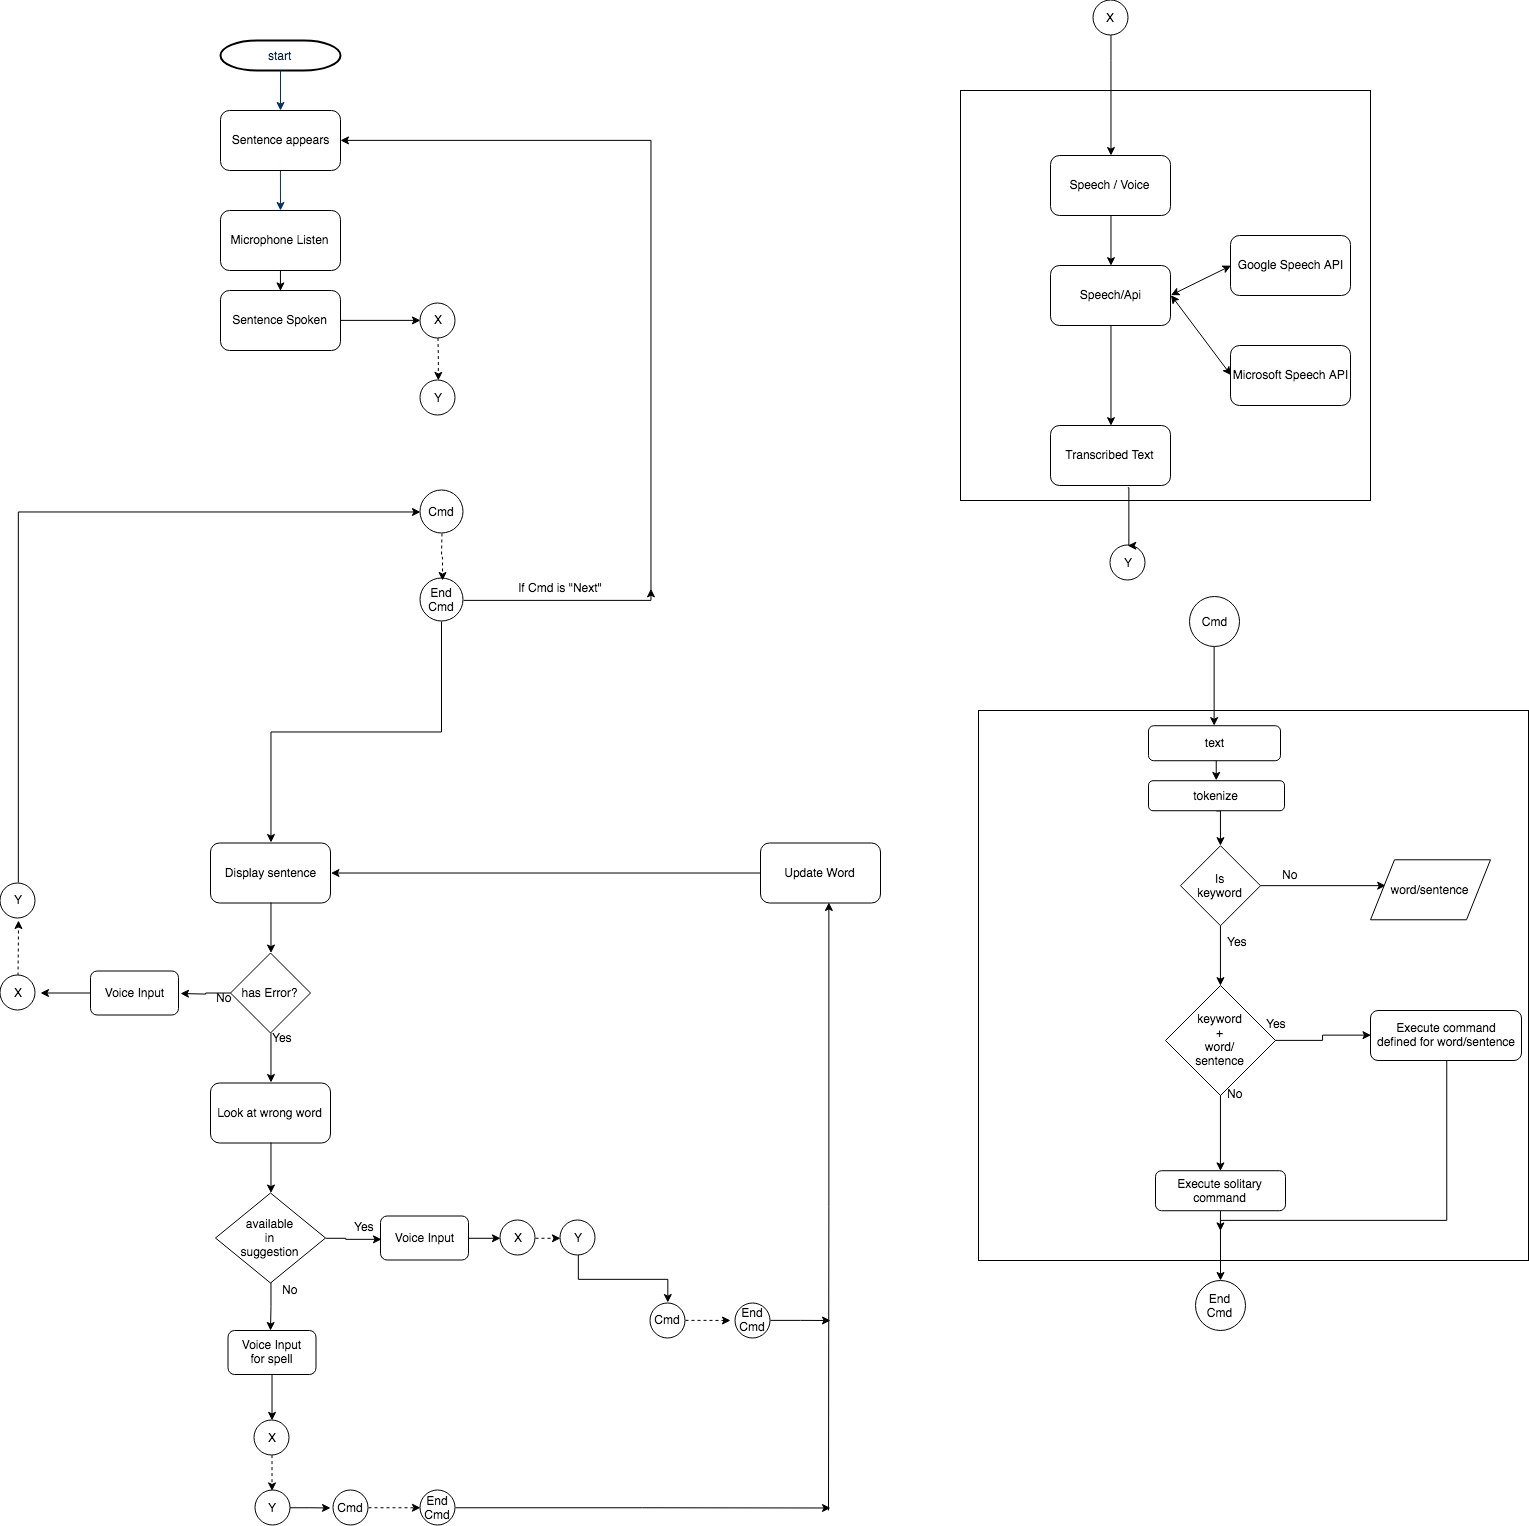 start
Sentence appears
Microphone Listen
Sentence Spoken
X
Y
Cmd
End
Cmd
If Cmd is "Next"
Display sentence
Update Word
Y
X
Voice Input
No
has Error?
Yes
Look at wrong word
available
in
suggestion
Yes
Voice Input
X
Y
Cmd
End
Cmd
No
Voice Input
for spell
X
Y
Cmd
End
Cmd
X
Speech / Voice
Speech/Api
Google Speech API
Microsoft Speech API
Transcribed Text
Y
Cmd
text
tokenize
Is
keyword
No
word/sentence
Yes
keyword
+
word/
sentence
Yes
Execute command
defined for word/sentence
No
Execute solitary
command
End
Cmd